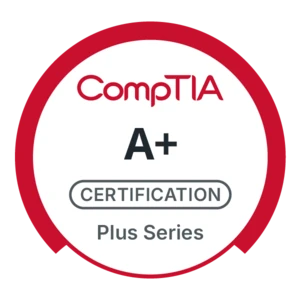 CompTIA
A+
CERTIFICATION
Plus Series